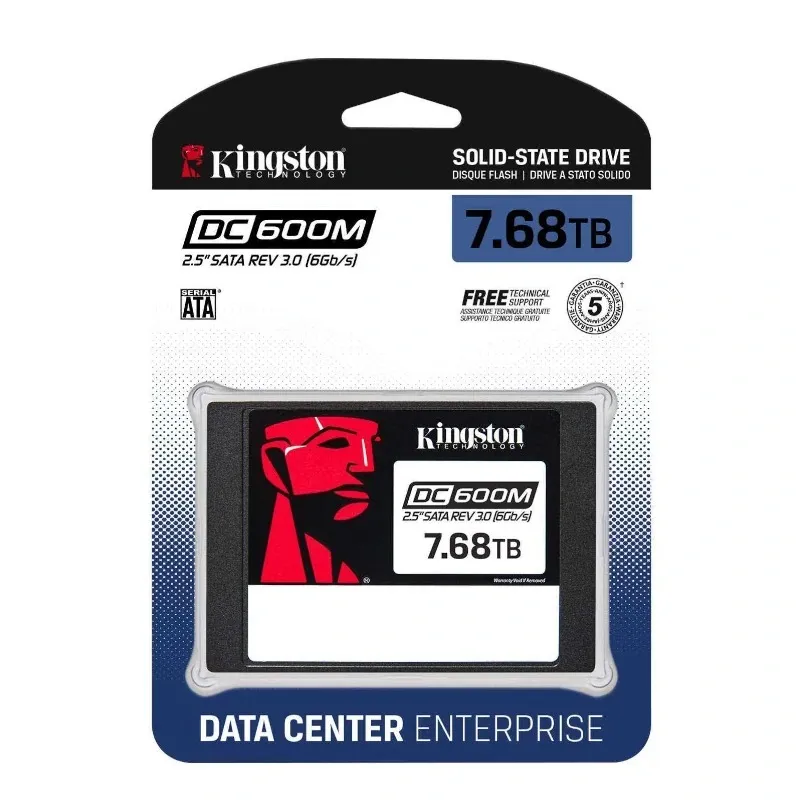 Kingston
TECHNOLOGY
SOLID-STATE DRIVE
DISQUE FLASH | DRIVE A STATO SOLIDO
DC600M
2.5" SATA REV 3.0 (6Gb/s)
7.68TB
SERIAL
ATA
FREE TECHNICAL SUPPORT
ASSISTANCE TECHNIQUE GRATUITE
SUPPORTO TECNICO GRATUITO
5
Kingston
TECHNOLOGY
DC600M
2.5" SATA REV 3.0 (6Gb/s)
7.68TB
Warranty Void If Removed
DATA CENTER ENTERPRISE